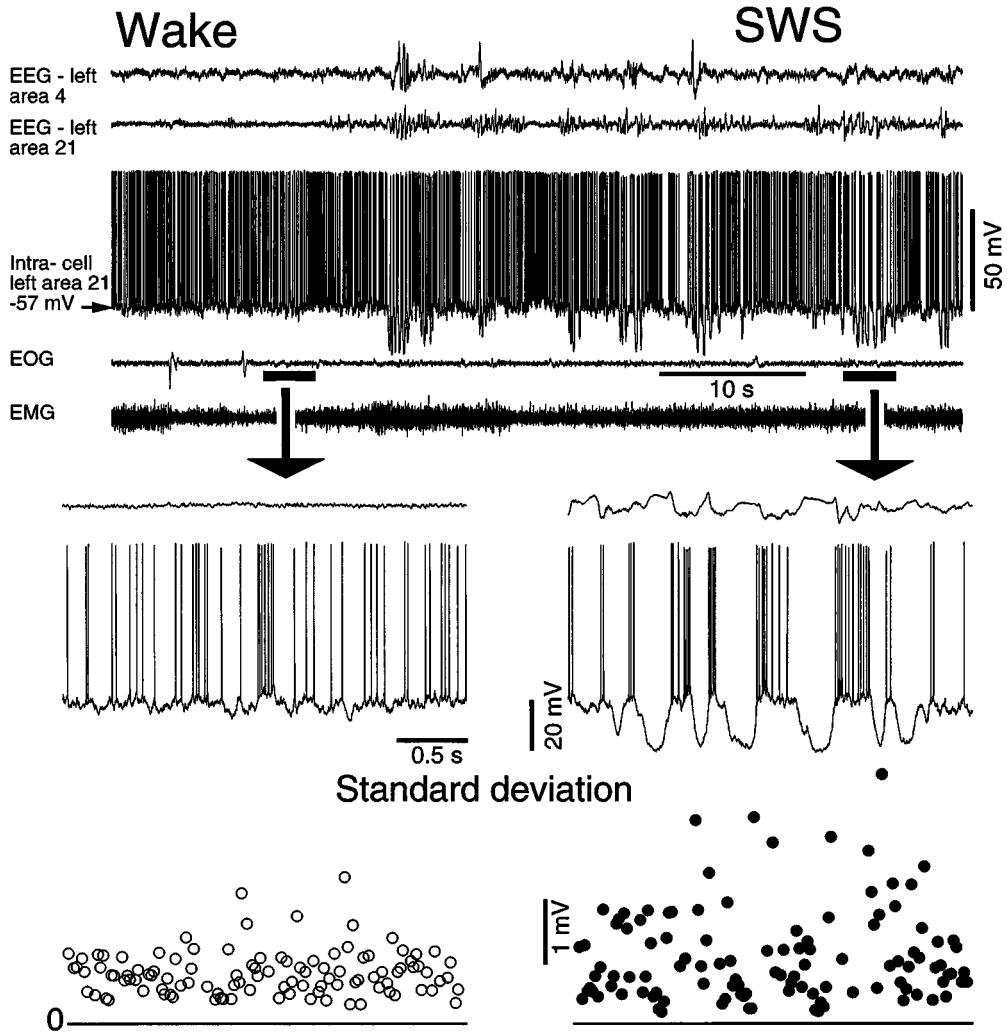 Wake
SWS
EEG - left
area 4
EEG - left
area 21
50 mV
Intra- cell
left area 21
-57 mV
EOG
10 s
EMG
20 mV
0.5 s
Standard deviation
1 mV
0